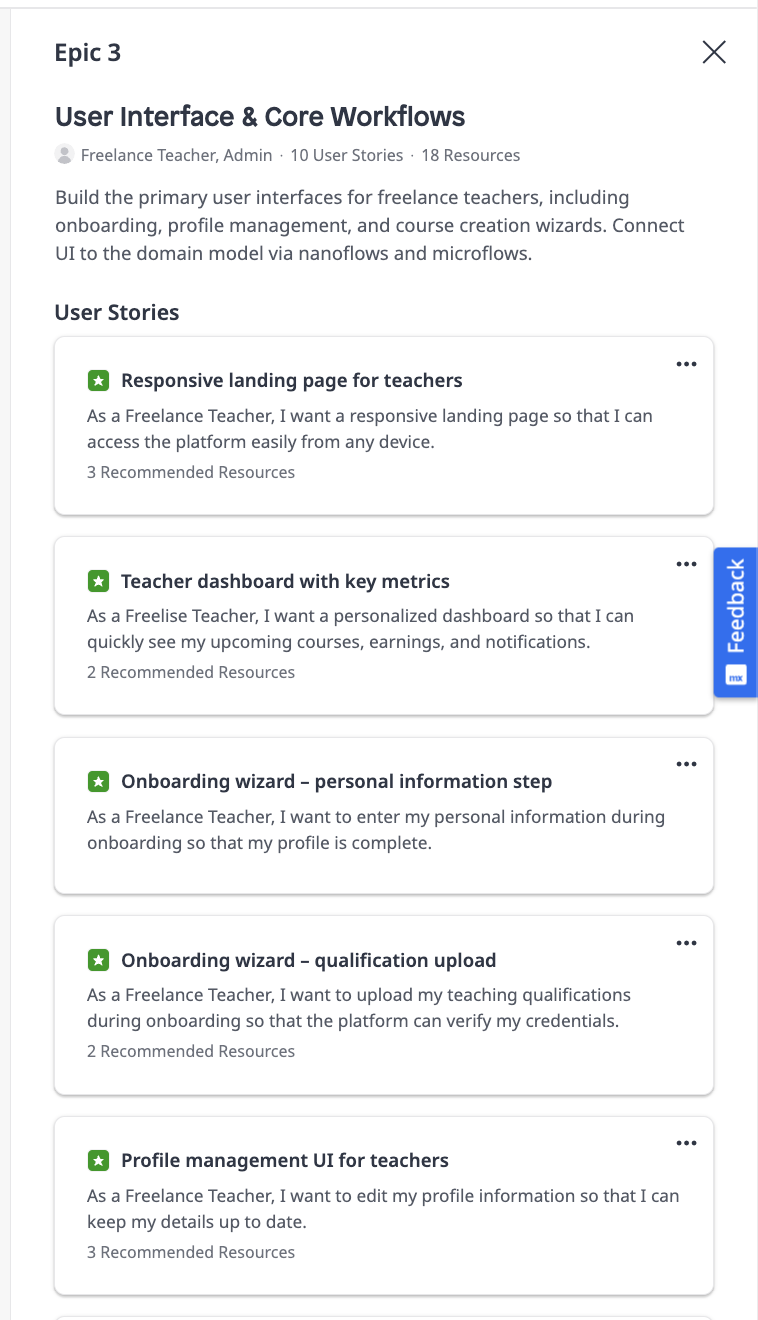 Epic 3
User Interface & Core Workflows
Freelance Teacher, Admin · 10 User Stories · 18 Resources
Build the primary user interfaces for freelance teachers, including
onboarding, profile management, and course creation wizards. Connect
UI to the domain model via nanoflows and microflows.
User Stories
Responsive landing page for teachers
As a Freelance Teacher, I want a responsive landing page so that I can
access the platform easily from any device.
3 Recommended Resources
Teacher dashboard with key metrics
As a Freelise Teacher, I want a personalized dashboard so that I can
quickly see my upcoming courses, earnings, and notifications.
2 Recommended Resources
Feedback
mx
Onboarding wizard – personal information step
As a Freelance Teacher, I want to enter my personal information during
onboarding so that my profile is complete.
Onboarding wizard – qualification upload
As a Freelance Teacher, I want to upload my teaching qualifications
during onboarding so that the platform can verify my credentials.
2 Recommended Resources
Profile management UI for teachers
As a Freelance Teacher, I want to edit my profile information so that I can
keep my details up to date.
3 Recommended Resources